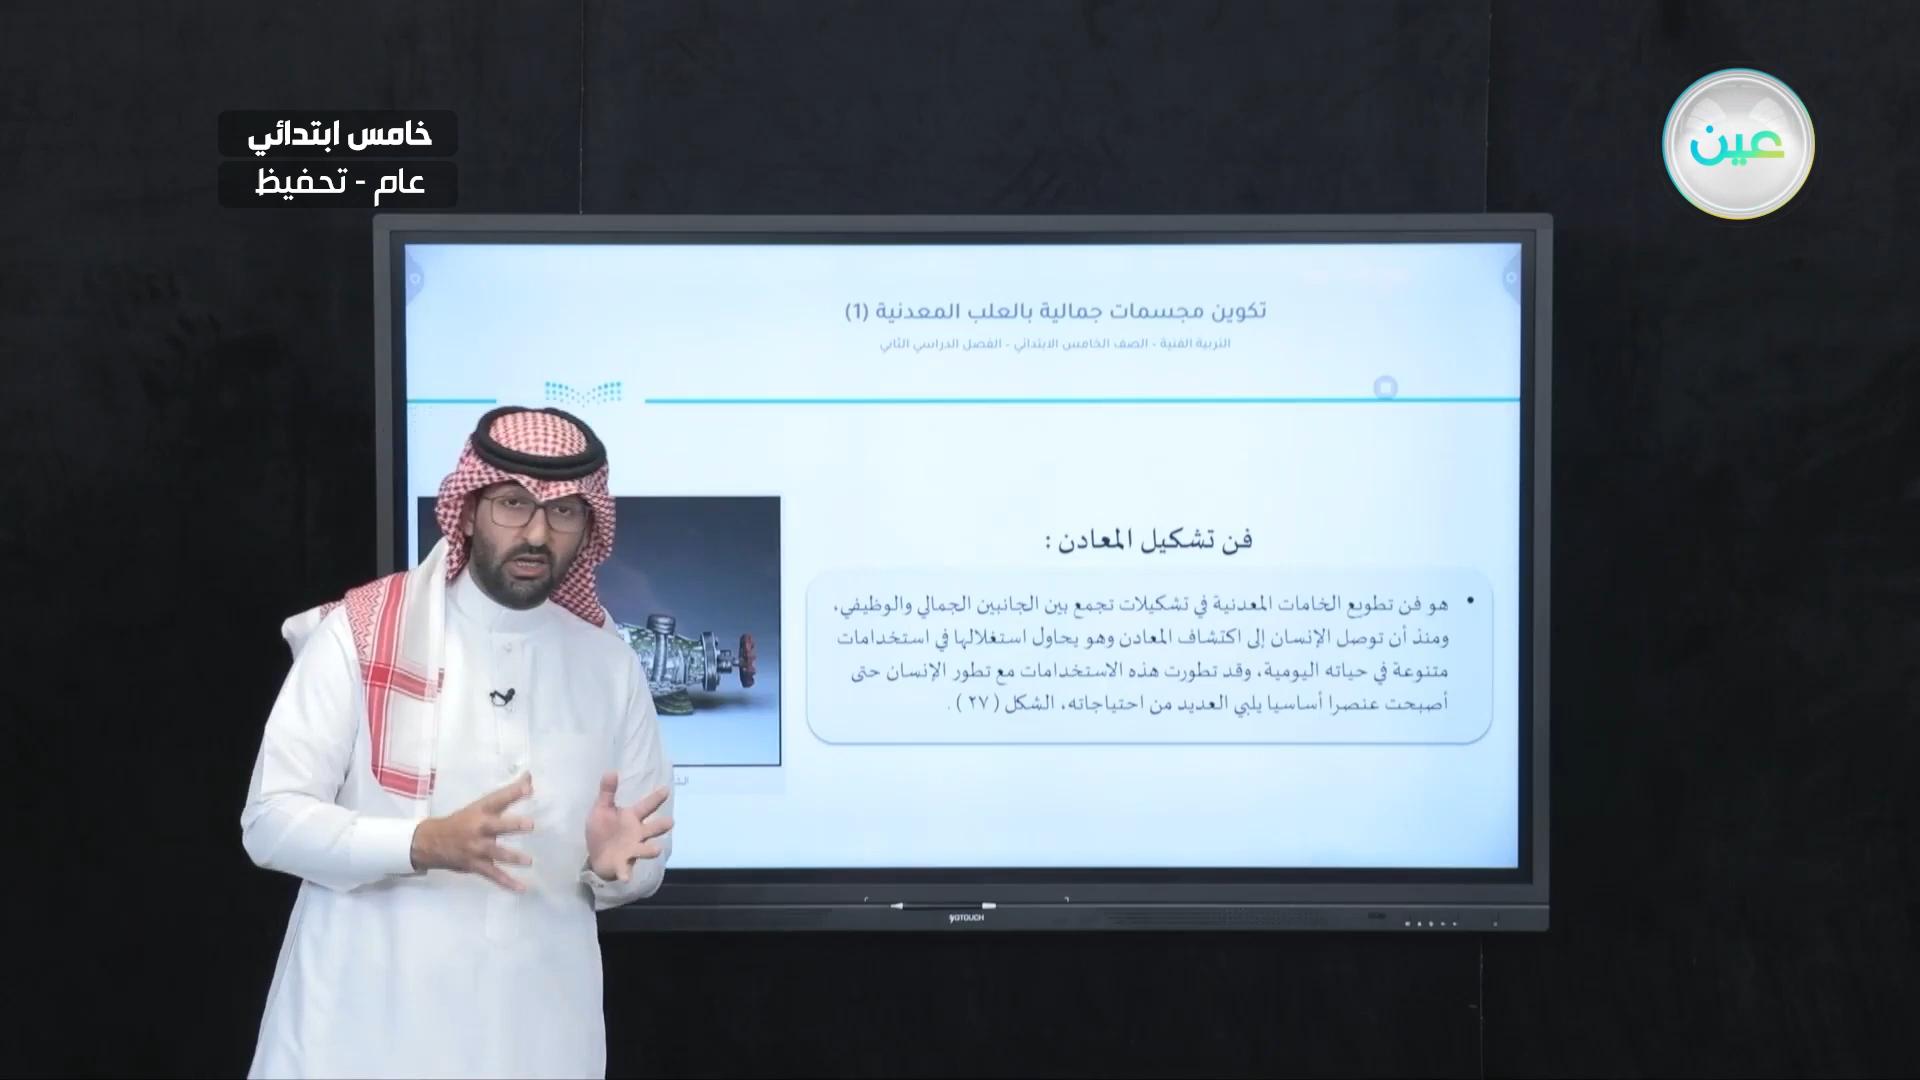 خامس ابتدائي
عام - تحفيظ
عين
تكوين مجسمات جمالية بالعلب المعدنية (1)
التربية الفنية - الصف الخامس الابتدائي - الفصل الدراسي الثاني
فن تشكيل المعادن :
• هو فن تطويع الخامات المعدنية في تشكيلات تجمع بين الجانبين الجمالي والوظيفي،
ومنذ أن توصل الإنسان إلى اكتشاف المعادن وهو يحاول استغلالها في استخدامات
متنوعة في حياته اليومية، وقد تطورت هذه الاستخدامات مع تطور الإنسان حتى
أصبحت عنصرا أساسيا يلبي العديد من احتياجاته، الشكل (٢٧) .